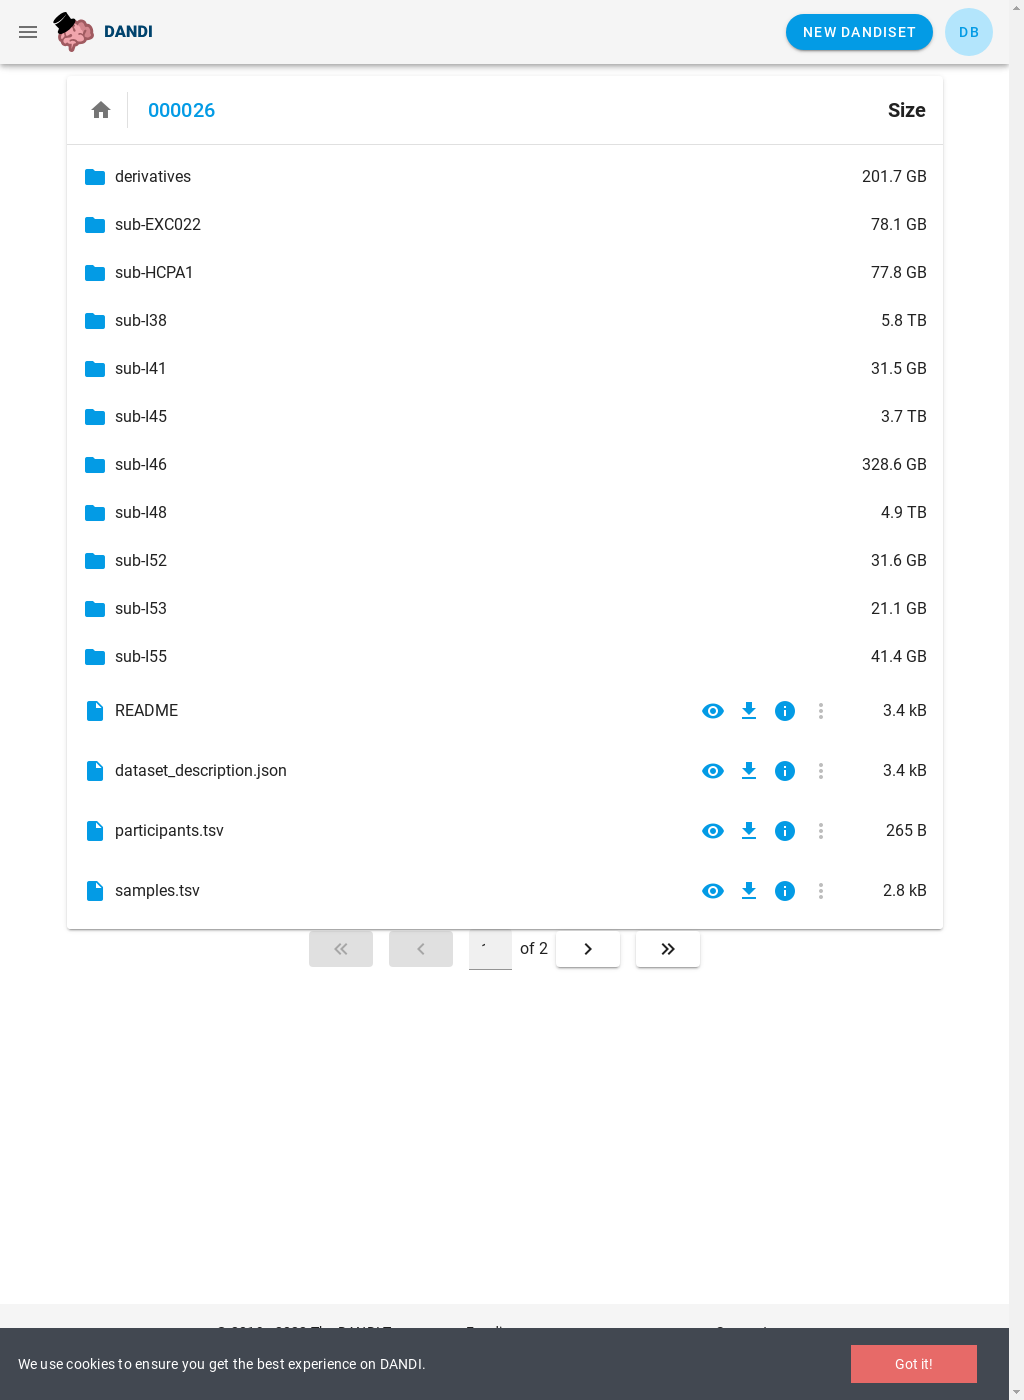 DANDI
NEW DANDISET
DB
000026
Size
derivatives 201.7 GB
sub-EXC022 78.1 GB
sub-HCPA1 77.8 GB
sub-I38 5.8 TB
sub-I41 31.5 GB
sub-I45 3.7 TB
sub-I46 328.6 GB
sub-I48 4.9 TB
sub-I52 31.6 GB
sub-I53 21.1 GB
sub-I55 41.4 GB
README 3.4 kB
dataset_description.json 3.4 kB
participants.tsv 265 B
samples.tsv 2.8 kB
of 2
We use cookies to ensure you get the best experience on DANDI.
Got it!